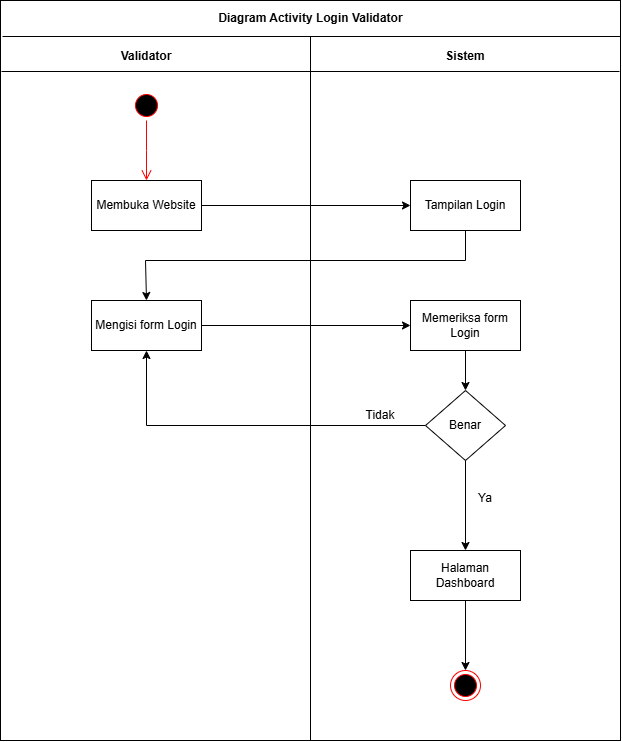 Diagram Activity Login Validator
Validator
Sistem
Membuka Website
Tampilan Login
Mengisi form Login
Memeriksa form
Login
Tidak
Benar
Ya
Halaman
Dashboard